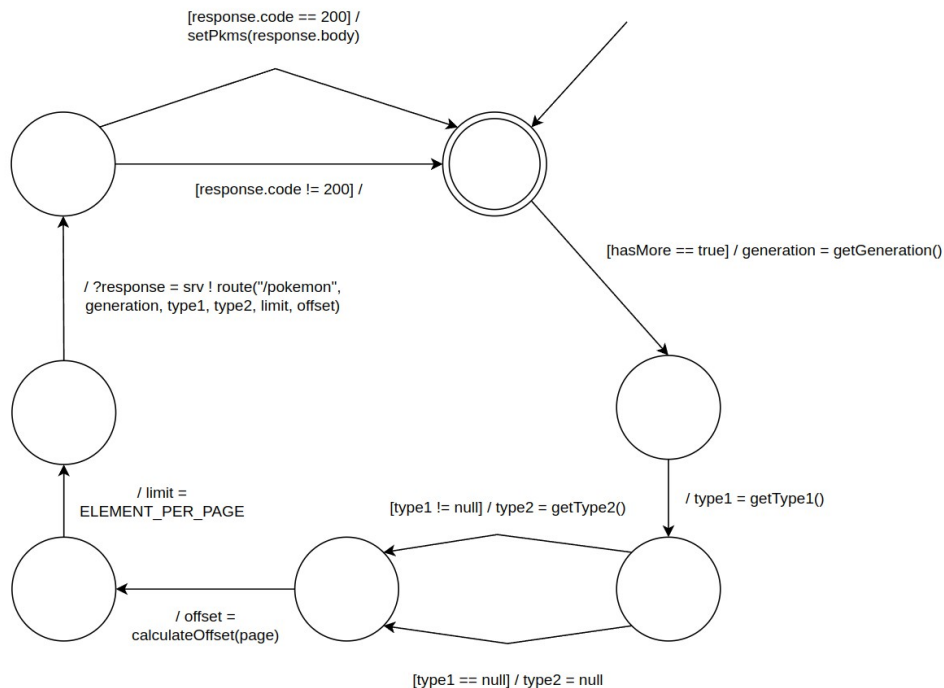 [response.code == 200] /
setPkms(response.body)
[response.code != 200] /
[hasMore == true] / generation = getGeneration()
/ ?response = srv ! route("/pokemon",
generation, type1, type2, limit, offset)
/ limit =
ELEMENT_PER_PAGE
[type1 != null] / type2 = getType2()
/ type1 = getType1()
/ offset =
calculateOffset(page)
[type1 == null] / type2 = null